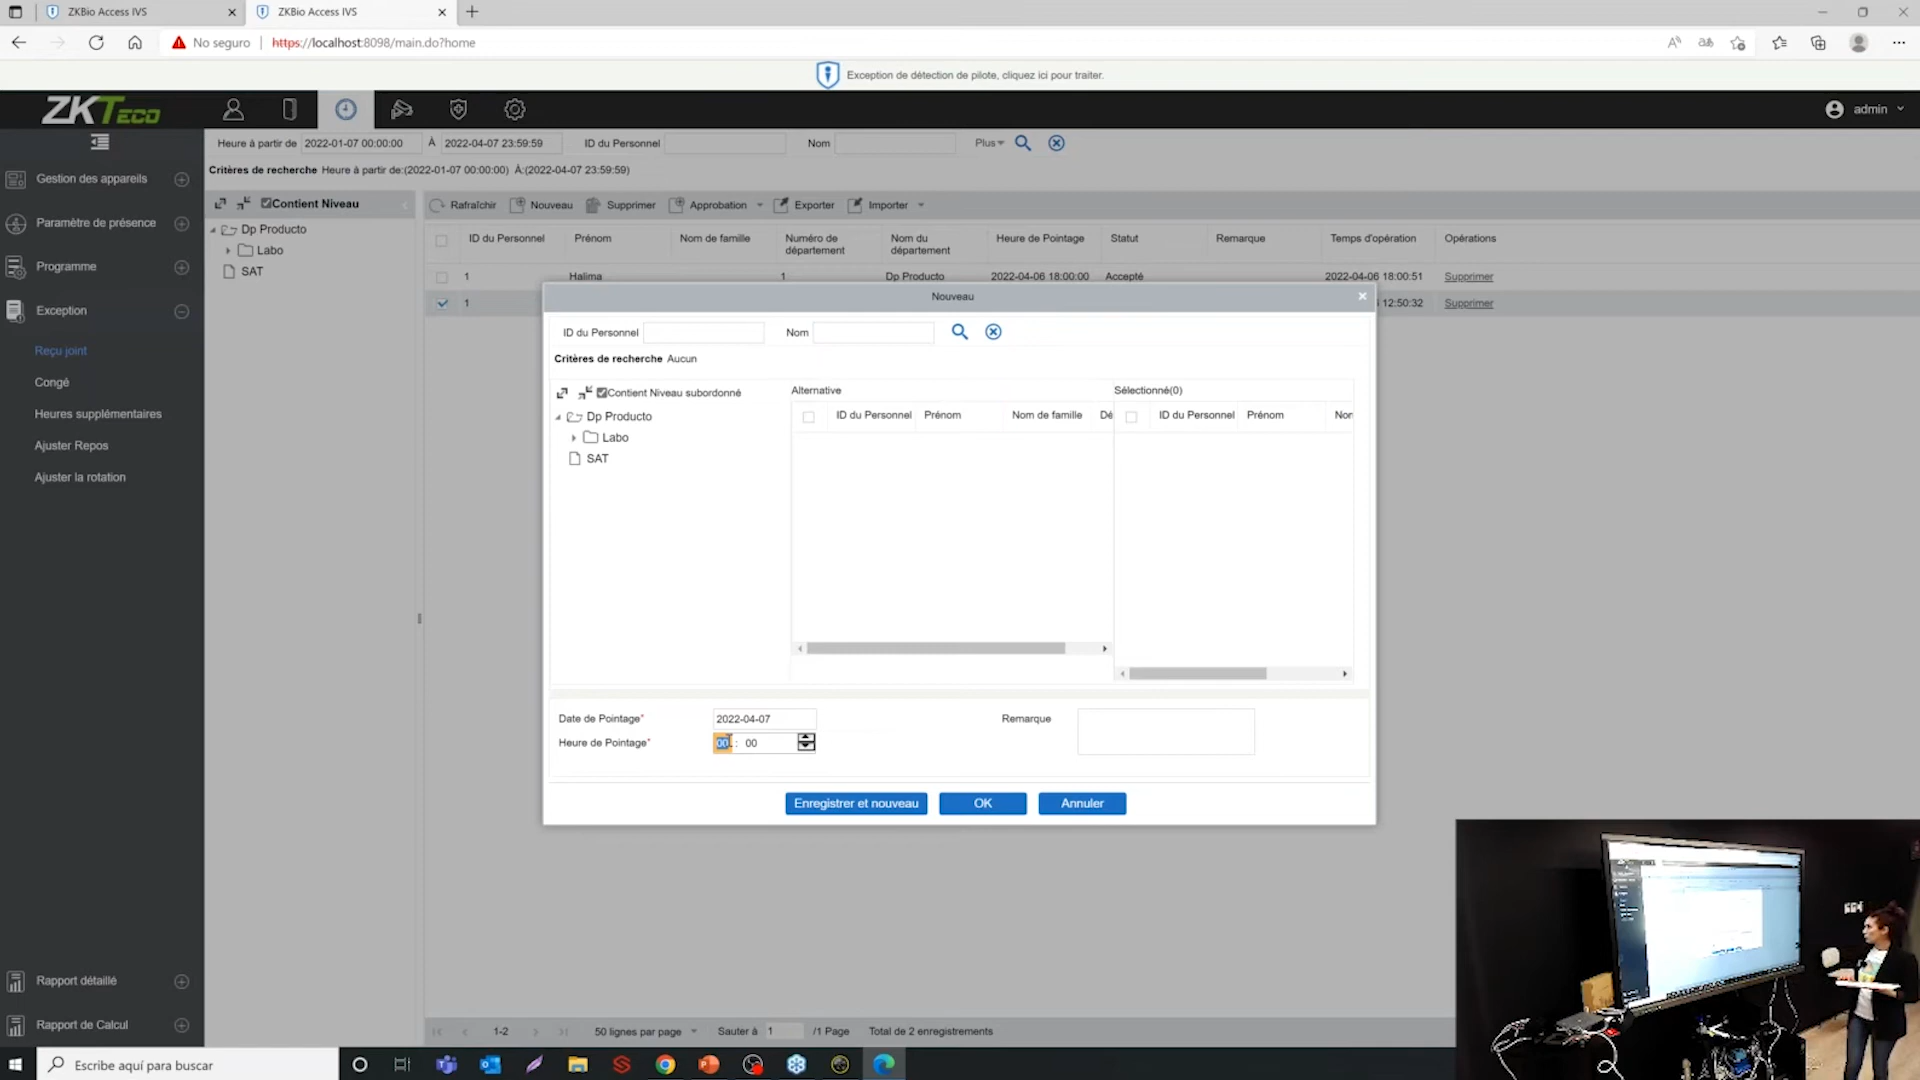 ZKBio Access IVS
ZKBio Access IVS
No seguro
https://localhost:8098/main.do?home
Exception de détection de pilote, cliquez ici pour traiter.
ZKTECO
admin
Heure à partir de 2022-01-07 00:00:00 À 2022-04-07 23:59:59 ID du Personnel Nom Plus
Critères de recherche Heure à partir de:(2022-01-07 00:00:00) À:(2022-04-07 23:59:59)
Gestion des appareils
Paramètre de présence
Programme
Exception
Reçu joint
Congé
Heures supplémentaires
Ajuster Repos
Ajuster la rotation
Rapport détaillé
Rapport de Calcul
Contient Niveau
Dp Producto
Labo
SAT
Rafraîchir Nouveau Supprimer Approbation Exporter Importer
ID du Personnel Prénom Nom de famille Numéro de département Nom du département Heure de Pointage Statut Remarque Temps d'opération Opérations
1 Halima 1 Dp Producto 2022-04-06 18:00:00 Accepté 2022-04-06 18:00:51 Supprimer
1 12:50:32 Supprimer
Nouveau
ID du Personnel Nom
Critères de recherche Aucun
Contient Niveau subordonné
Dp Producto
Labo
SAT
Alternative
ID du Personnel Prénom Nom de famille Dé
Sélectionné(0)
ID du Personnel Prénom Nom
Date de Pointage* 2022-04-07
Heure de Pointage* 00 : 00
Remarque
Enregistrer et nouveau OK Annuler
1-2 50 lignes par page Sauter à 1 /1 Page Total de 2 enregistrements
Escribe aquí para buscar